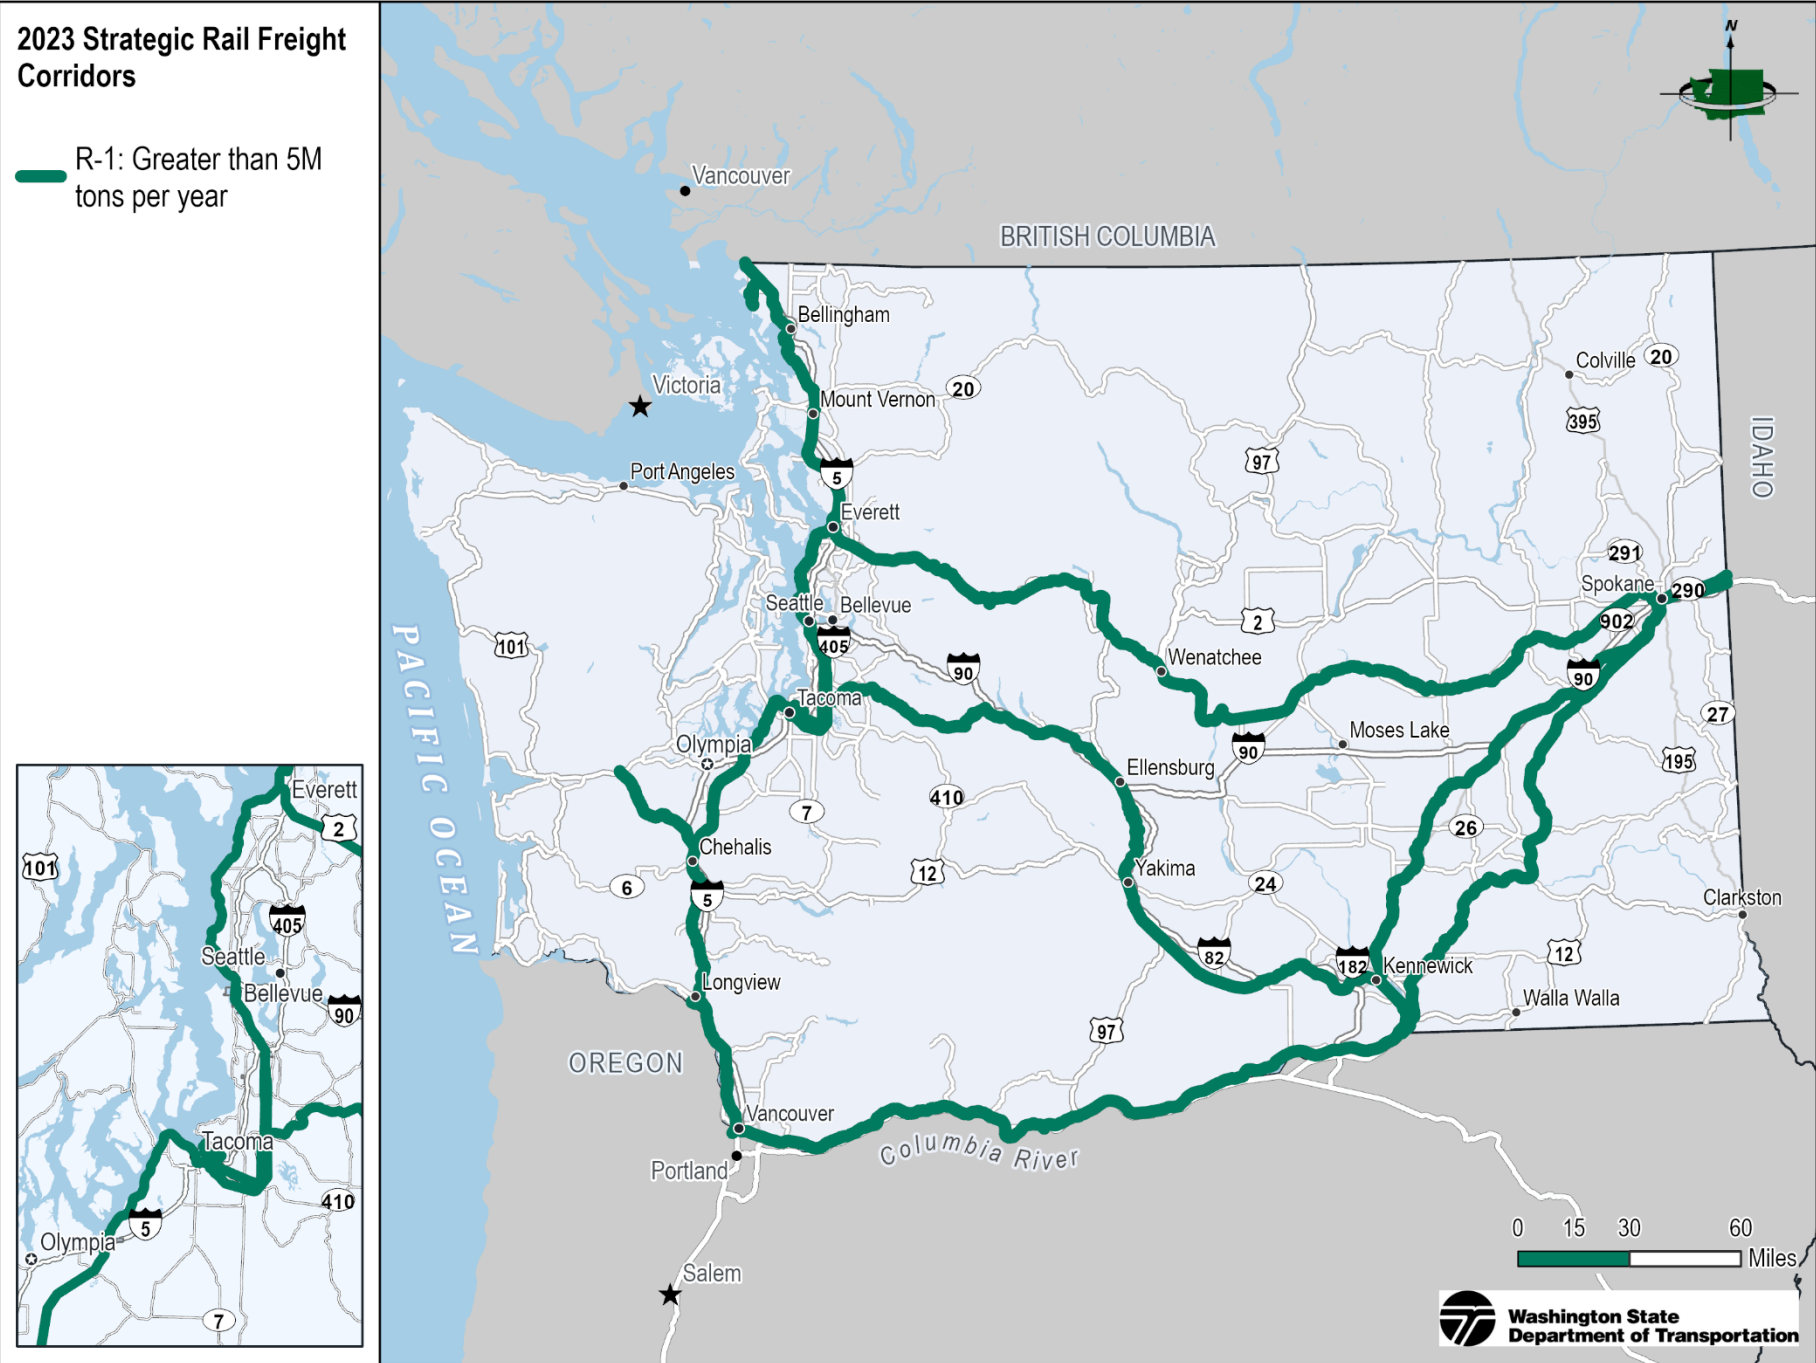 2023 Strategic Rail Freight
Corridors
R-1: Greater than 5M
tons per year
N
Vancouver
BRITISH COLUMBIA
Bellingham
Colville
20
Victoria
20
Mount Vernon
395
IDAHO
97
Port Angeles
5
Everett
291
Spokane
290
Seattle
Bellevue
902
2
101
405
90
Wenatchee
90
PACIFIC OCEAN
Tacoma
27
Moses Lake
Olympia
90
195
Ellensburg
410
7
26
Chehalis
12
Yakima
6
24
5
Clarkston
82
182
Kennewick
12
Longview
Walla Walla
97
OREGON
Vancouver
Columbia River
Portland
Salem
0 15 30 60
Miles
Washington State
Department of Transportation
Everett
2
101
405
Seattle
Bellevue
90
Tacoma
410
5
Olympia
7